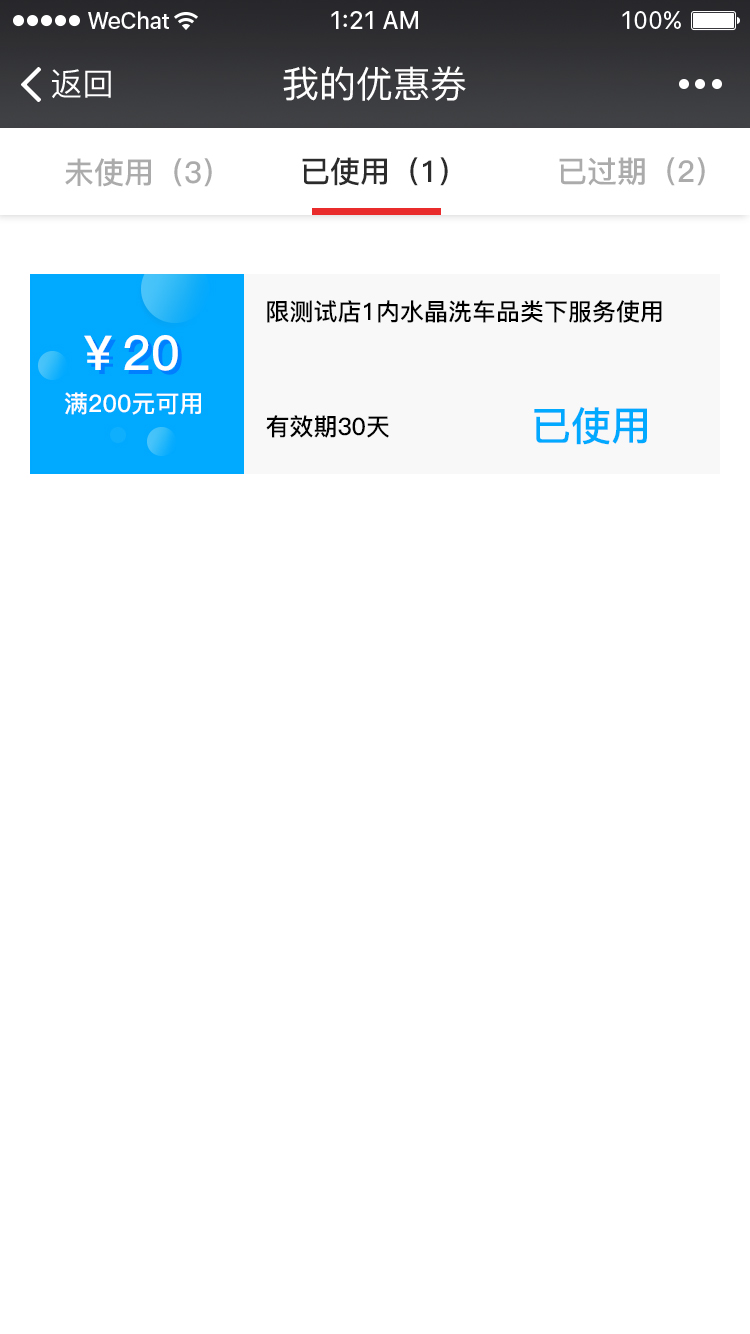 WeChat 1:21 AM 100%
返回 我的优惠券
未使用（3） 已使用（1） 已过期（2）
限测试店1内水晶洗车品类下服务使用
￥20
满200元可用
有效期30天 已使用